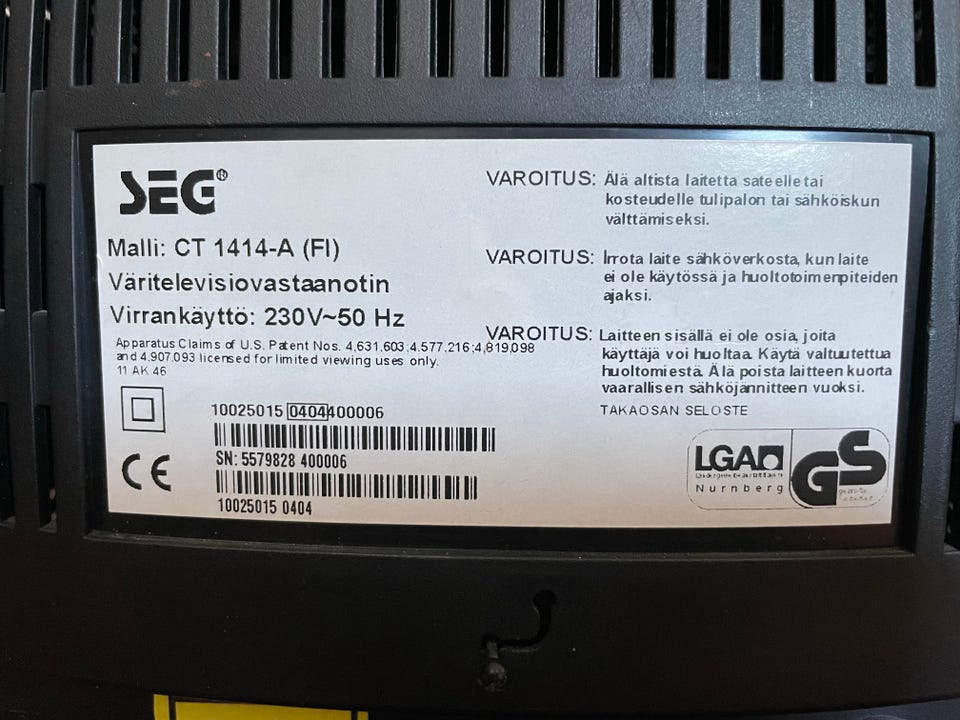 SEG®
Malli: CT 1414-A (FI)
Väritelevisiovastaanotin
Virrankäyttö: 230V~50 Hz
Apparatus Claims of U.S. Patent Nos. 4,631,603;4,577,216;4,819,098
and 4,907,093 licensed for limited viewing uses only.
11 AK 46
10025015 0404400006
SN: 5579828 400006
10025015 0404
CE
VAROITUS: Älä altista laitetta sateelle tai
kosteudelle tulipalon tai sähköiskun
välttämiseksi.
VAROITUS: Irrota laite sähköverkosta, kun laite
ei ole käytössä ja huoltotoimenpiteiden
ajaksi.
VAROITUS: Laitteen sisällä ei ole osia, joita
käyttäjä voi huoltaa. Käytä valtuutettua
huoltomiestä. Älä poista laitteen kuorta
vaarallisen sähköjännitteen vuoksi.
TAKAOSAN SELOSTE
LGA
Nurnberg
GS